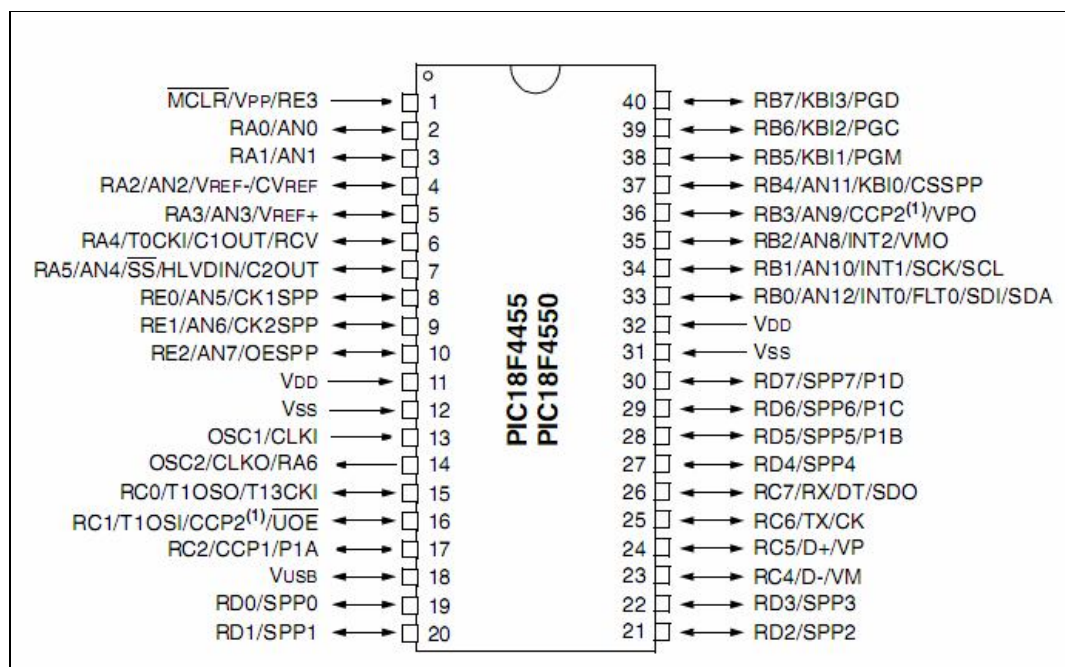 MCLR/VPP/RE3 1
RA0/AN0 2
RA1/AN1 3
RA2/AN2/VREF-/CVREF 4
RA3/AN3/VREF+ 5
RA4/T0CKI/C1OUT/RCV 6
RA5/AN4/SS/HLVDIN/C2OUT 7
RE0/AN5/CK1SPP 8
RE1/AN6/CK2SPP 9
RE2/AN7/OESPP 10
VDD 11
VSS 12
OSC1/CLKI 13
OSC2/CLKO/RA6 14
RC0/T1OSO/T13CKI 15
RC1/T1OSI/CCP2(1)/UOE 16
RC2/CCP1/P1A 17
VUSB 18
RD0/SPP0 19
RD1/SPP1 20
PIC18F4455
PIC18F4550
40 RB7/KBI3/PGD
39 RB6/KBI2/PGC
38 RB5/KBI1/PGM
37 RB4/AN11/KBI0/CSSPP
36 RB3/AN9/CCP2(1)/VPO
35 RB2/AN8/INT2/VMO
34 RB1/AN10/INT1/SCK/SCL
33 RB0/AN12/INT0/FLT0/SDI/SDA
32 VDD
31 VSS
30 RD7/SPP7/P1D
29 RD6/SPP6/P1C
28 RD5/SPP5/P1B
27 RD4/SPP4
26 RC7/RX/DT/SDO
25 RC6/TX/CK
24 RC5/D+/VP
23 RC4/D-/VM
22 RD3/SPP3
21 RD2/SPP2